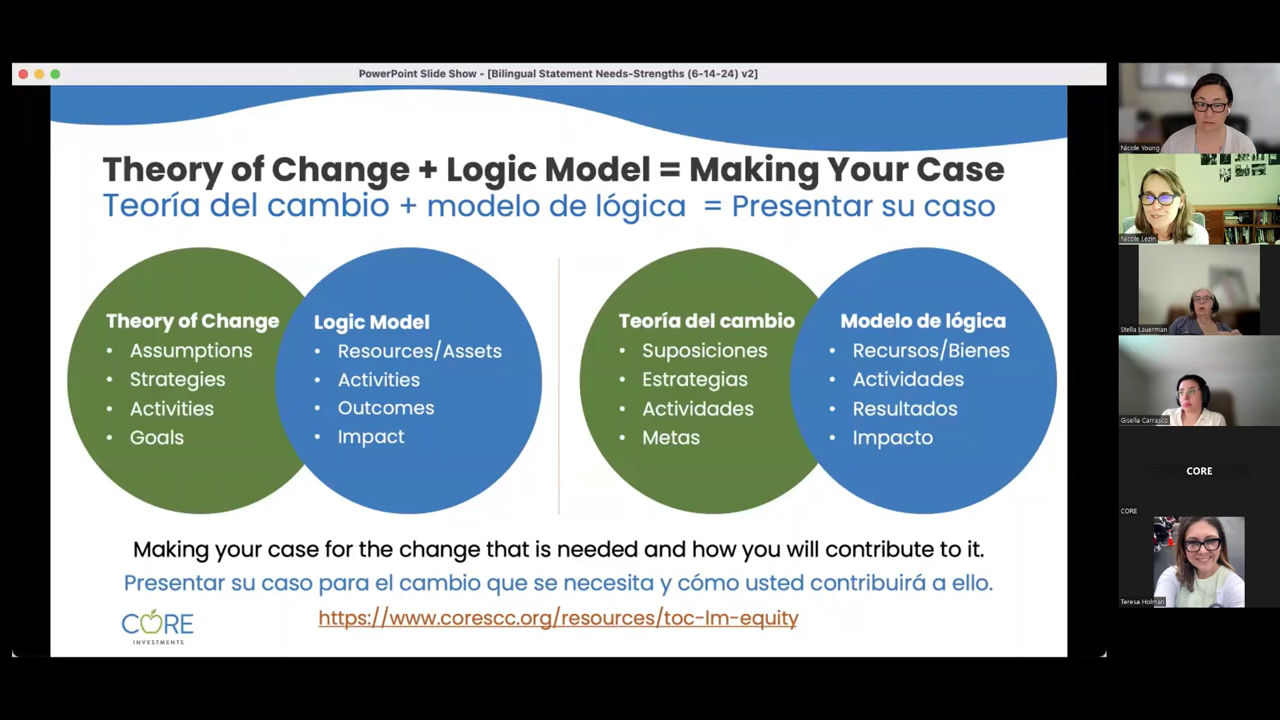 PowerPoint Slide Show - [Bilingual Statement Needs-Strengths (6-14-24) v2]
Theory of Change + Logic Model = Making Your Case
Teoría del cambio + modelo de lógica = Presentar su caso
Theory of Change
• Assumptions
• Strategies
• Activities
• Goals
Logic Model
• Resources/Assets
• Activities
• Outcomes
• Impact
Teoría del cambio
• Suposiciones
• Estrategias
• Actividades
• Metas
Modelo de lógica
• Recursos/Bienes
• Actividades
• Resultados
• Impacto
Making your case for the change that is needed and how you will contribute to it.
Presentar su caso para el cambio que se necesita y cómo usted contribuirá a ello.
CORE
INVESTMENTS
https://www.corescc.org/resources/toc-lm-equity
Nicole Young
Nicole Lezin
Stella Lauerman
Gisella Carrasco
CORE
CORE
Teresa Holman